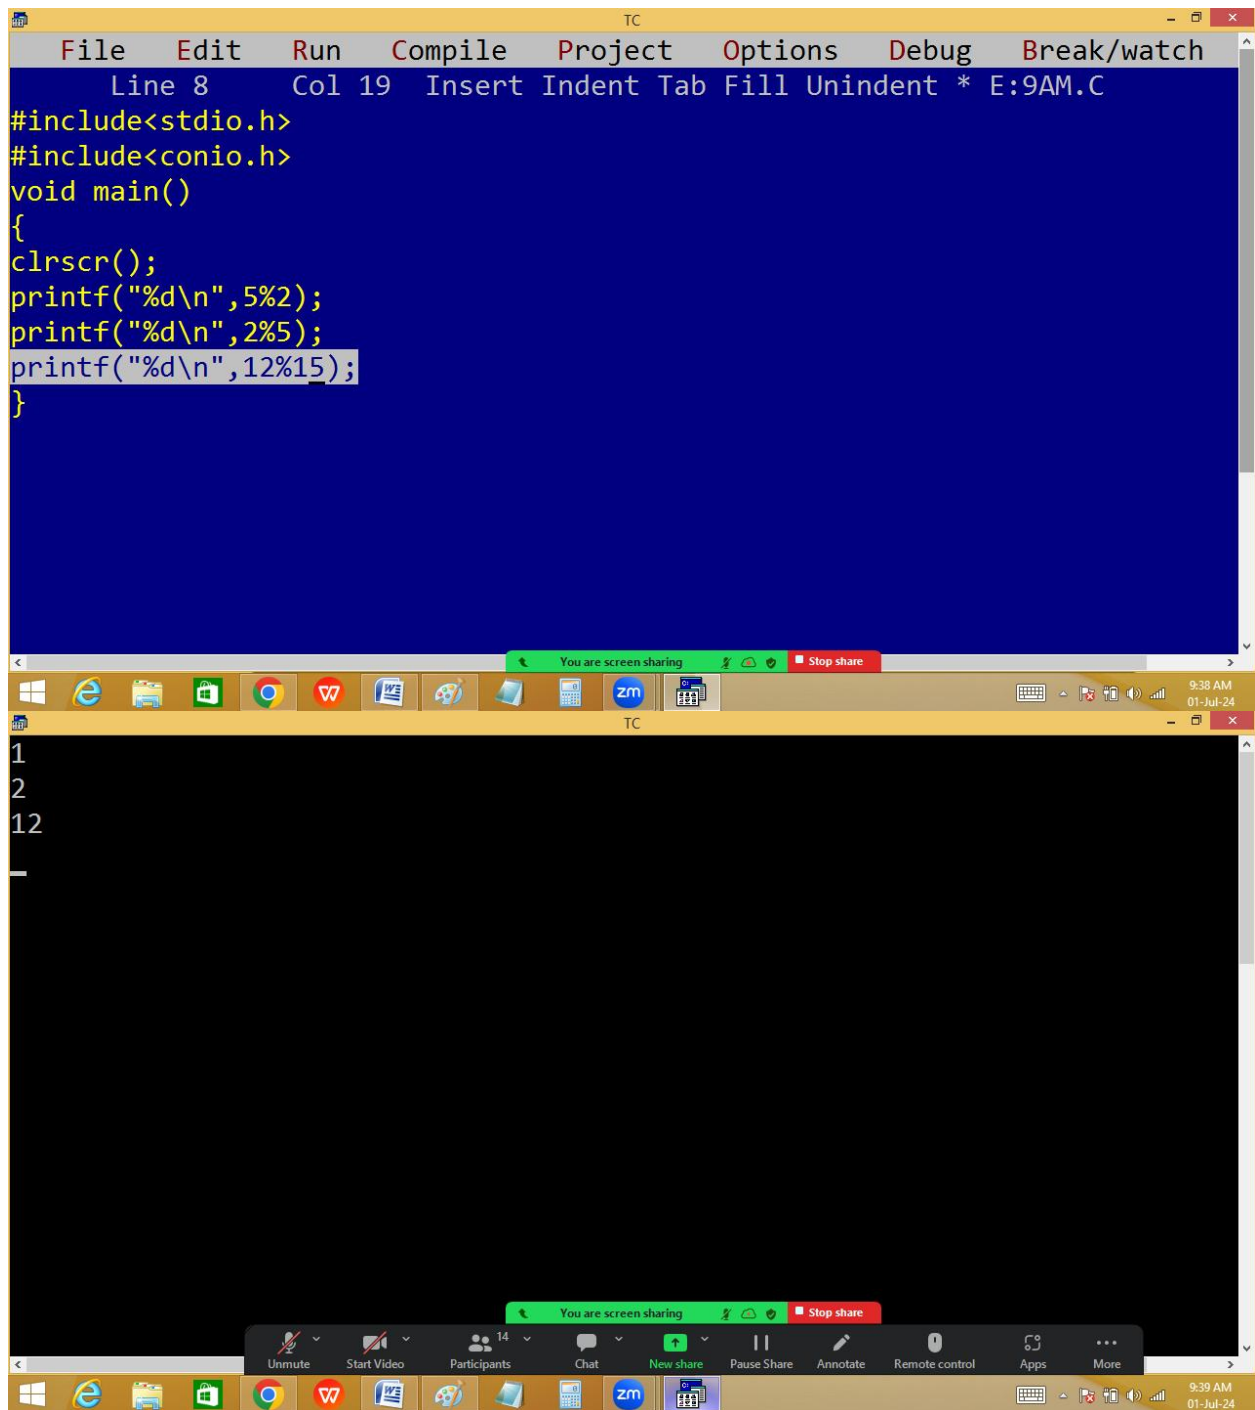 TC
File Edit Run Compile Project Options Debug Break/watch
Line 8 Col 19 Insert Indent Tab Fill Unindent * E:9AM.C
#include<stdio.h>
#include<conio.h>
void main()
{
clrscr();
printf("%d\n",5%2);
printf("%d\n",2%5);
printf("%d\n",12%15);
}
You are screen sharing Stop share
zm
9:38 AM
01-Jul-24
TC
1
2
12
You are screen sharing Stop share
14
Unmute Start Video Participants Chat New share Pause Share Annotate Remote control Apps More
zm
9:39 AM
01-Jul-24